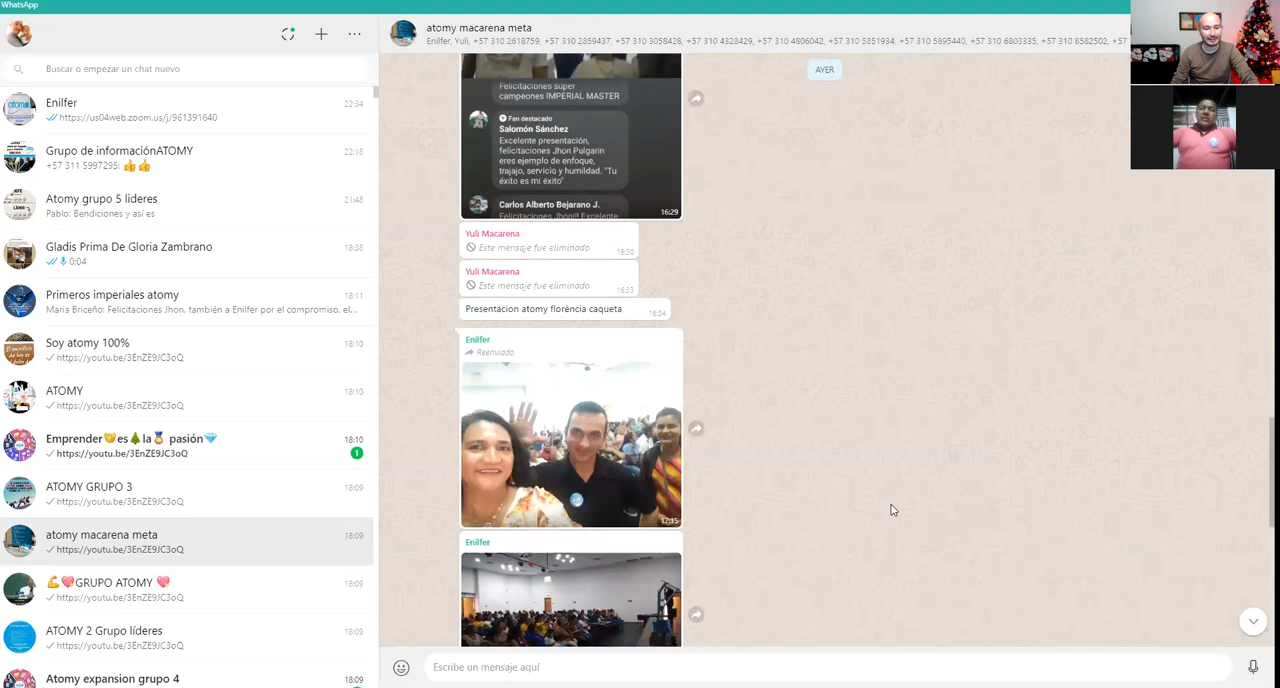 WhatsApp
Buscar o empezar un chat nuevo
Enilfer
22:34
https://us04web.zoom.us/j/961391640
Grupo de informaciónATOMY
22:18
+57 311 5997295: 👍👍
Atomy grupo 5 líderes
21:48
Pablo: Bendiciones y así es
Gladis Prima De Gloria Zambrano
18:38
0:04
Primeros imperiales atomy
18:11
Maria Briceño: Felicitaciones Jhon, también a Enilfer por el compromiso, el...
Soy atomy 100%
18:10
https://youtu.be/3EnZE9JC3oQ
ATOMY
18:10
https://youtu.be/3EnZE9JC3oQ
Emprender🤝es🎄la🏅 pasión💎
18:10
https://youtu.be/3EnZE9JC3oQ
1
ATOMY GRUPO 3
18:09
https://youtu.be/3EnZE9JC3oQ
atomy macarena meta
18:09
https://youtu.be/3EnZE9JC3oQ
💪💖GRUPO ATOMY 💖
18:09
https://youtu.be/3EnZE9JC3oQ
ATOMY 2 Grupo líderes
18:09
https://youtu.be/3EnZE9JC3oQ
Atomy expansion grupo 4
18:09
atomy macarena meta
Enilfer, Yuli, +57 310 2618759, +57 310 2859437, +57 310 3058428, +57 310 4328429, +57 310 4806042, +57 310 5851934, +57 310 5895440, +57 310 6803335, +57 310 8582502, +57
AYER
Felicitaciones súper
campeones IMPERIAL MASTER
Fan destacado
Salomón Sánchez
Excelente presentación,
felicitaciones Jhon Pulgarin
eres ejemplo de enfoque,
trajajo, servicio y humildad. "Tu
éxito es mi éxito"
Carlos Alberto Bejarano J.
Felicitaciones Jhon!!! Excelente
16:29
Yuli Macarena
Este mensaje fue eliminado
16:30
Yuli Macarena
Este mensaje fue eliminado
16:33
Presentacion atomy floréncia caqueta
16:34
Enilfer
Reenviado
17:15
Enilfer
Escribe un mensaje aquí